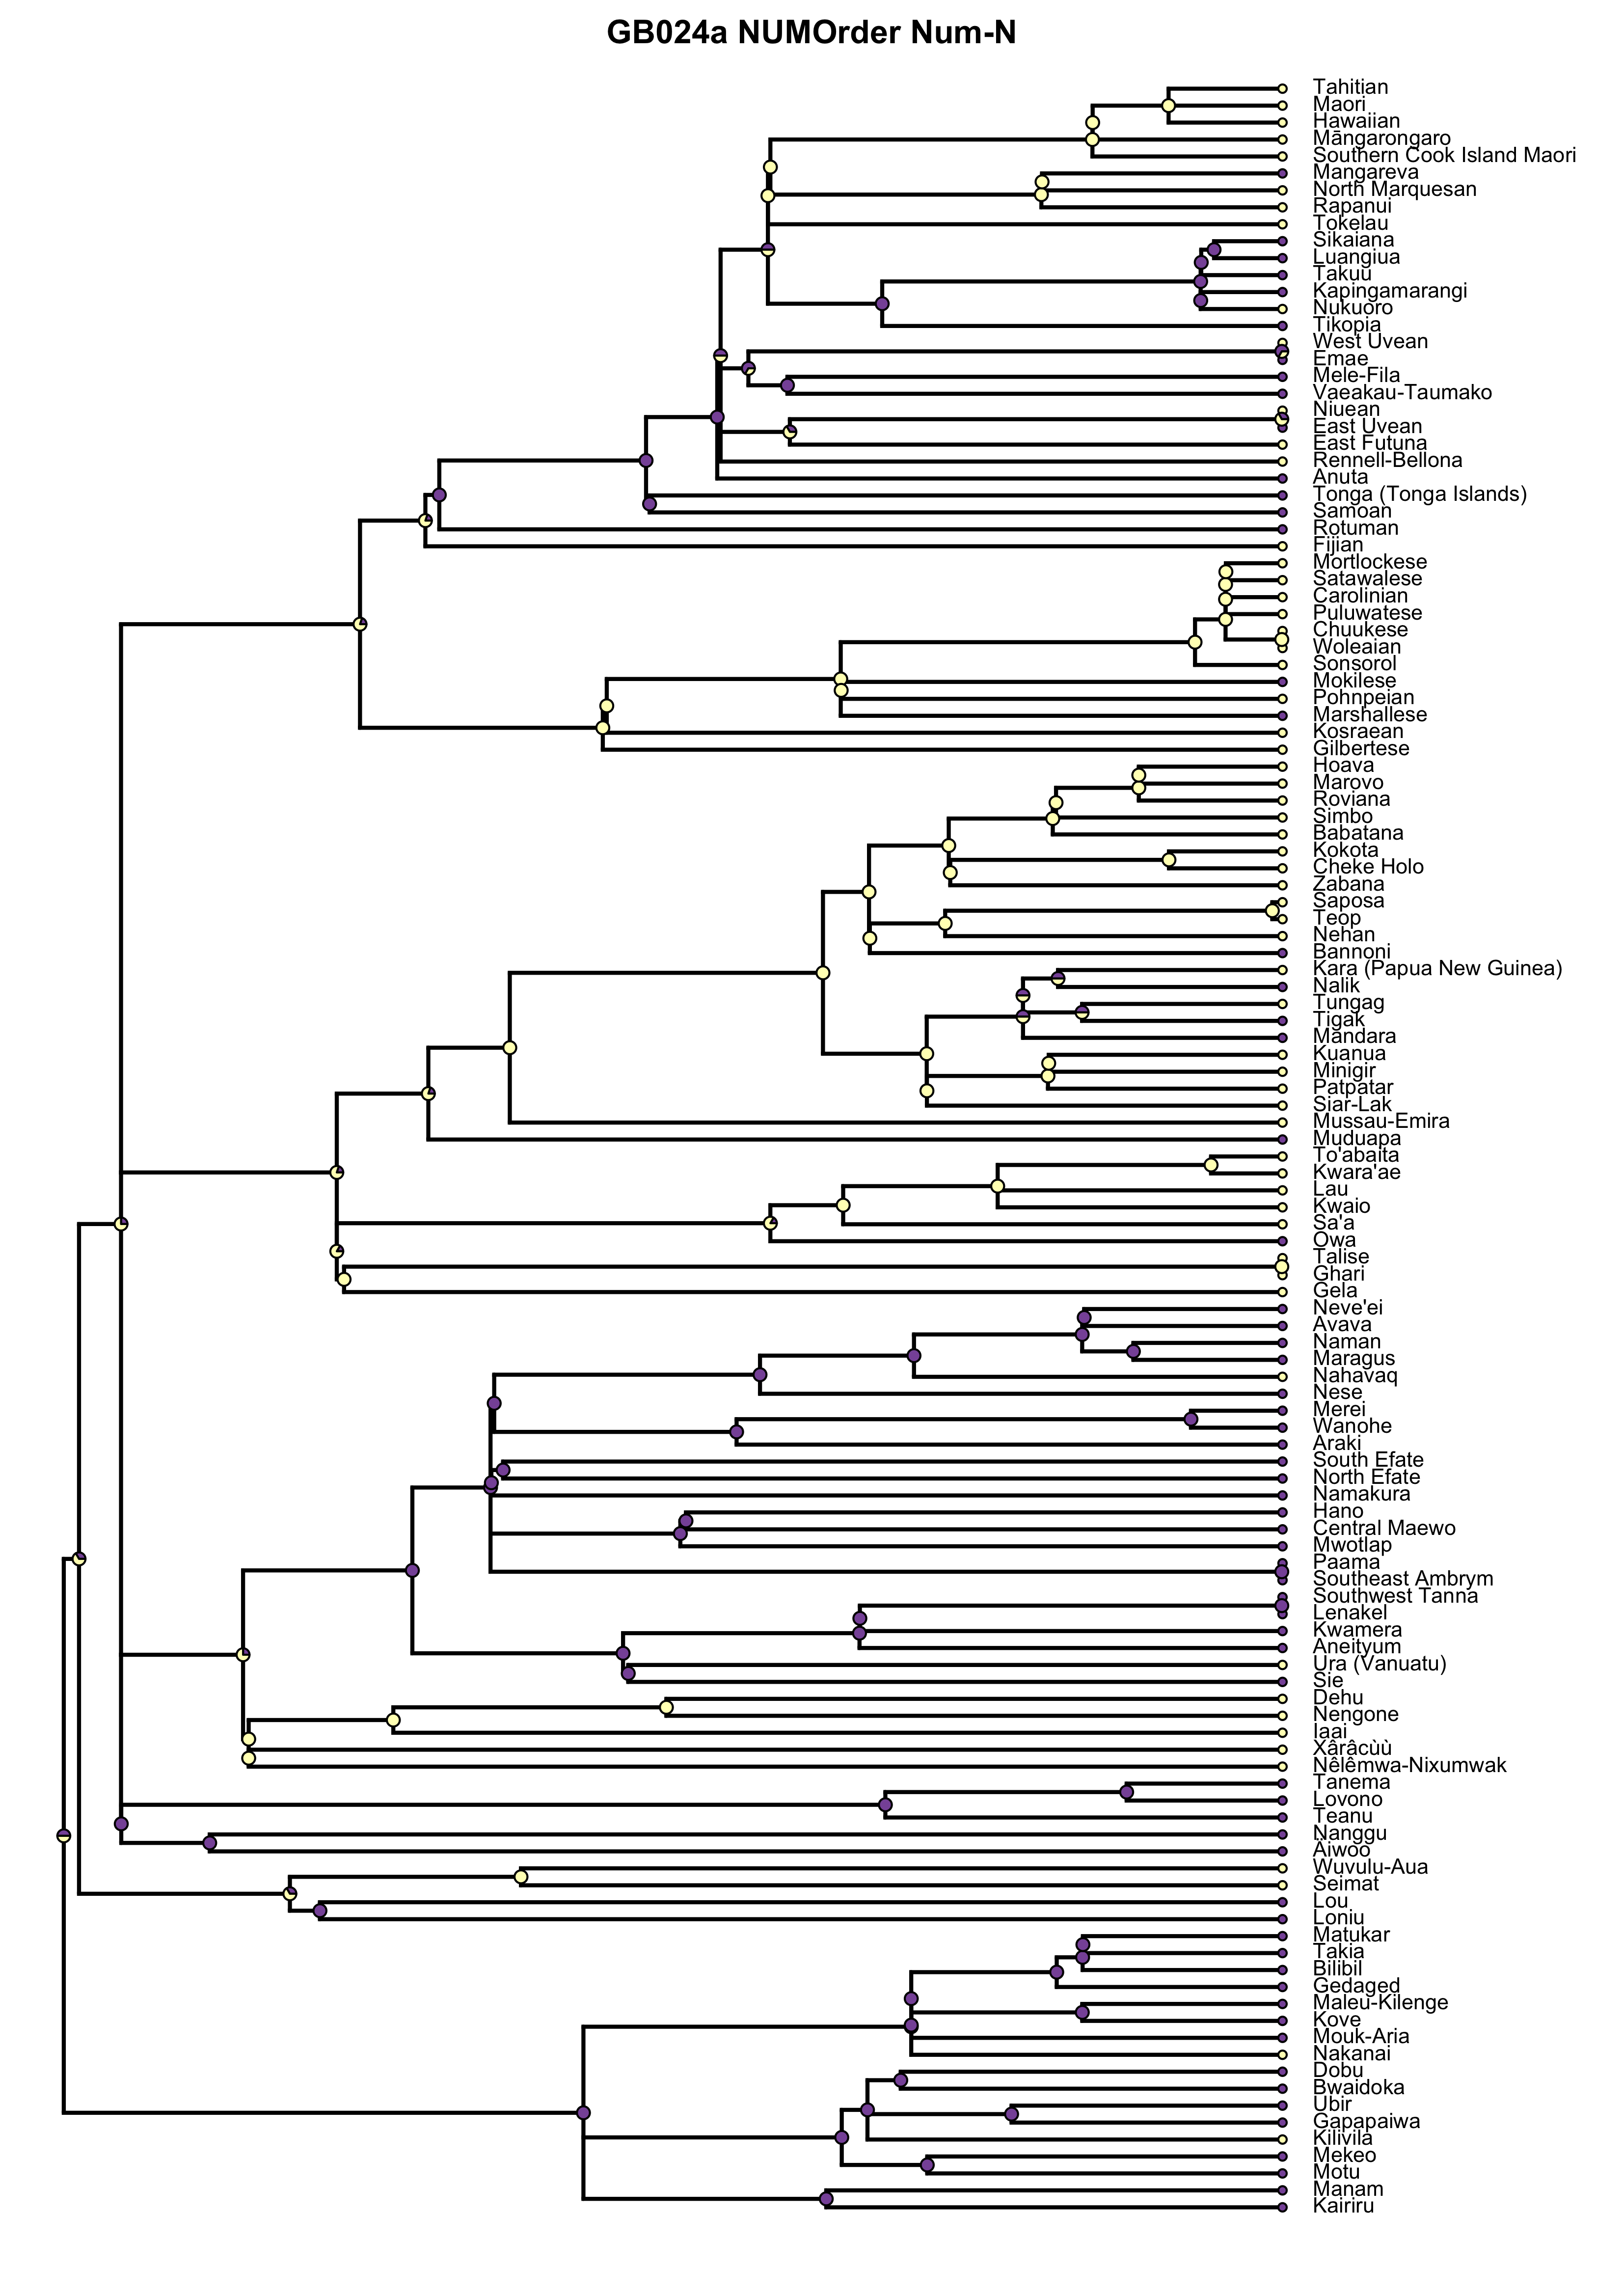 GB024a NUMOrder Num-N
Tahitian
Maori
Hawaiian
Māngarongaro
Southern Cook Island Maori
Mangareva
North Marquesan
Rapanui
Tokelau
Sikaiana
Luangiua
Takuu
Kapingamarangi
Nukuoro
Tikopia
West Uvean
Emae
Mele-Fila
Vaeakau-Taumako
Niuean
East Uvean
East Futuna
Rennell-Bellona
Anuta
Tonga (Tonga Islands)
Samoan
Rotuman
Fijian
Mortlockese
Satawalese
Carolinian
Puluwatese
Chuukese
Woleaian
Sonsorol
Mokilese
Pohnpeian
Marshallese
Kosraean
Gilbertese
Hoava
Marovo
Roviana
Simbo
Babatana
Kokota
Cheke Holo
Zabana
Saposa
Teop
Nehan
Bannoni
Kara (Papua New Guinea)
Nalik
Tungag
Tigak
Mandara
Kuanua
Minigir
Patpatar
Siar-Lak
Mussau-Emira
Muduapa
To'abaita
Kwara'ae
Lau
Kwaio
Sa'a
Owa
Talise
Ghari
Gela
Neve'ei
Avava
Naman
Maragus
Nahavaq
Nese
Merei
Wanohe
Araki
South Efate
North Efate
Namakura
Hano
Central Maewo
Mwotlap
Paama
Southeast Ambrym
Southwest Tanna
Lenakel
Kwamera
Aneityum
Ura (Vanuatu)
Sie
Dehu
Nengone
Iaai
Xârâcùù
Nêlêmwa-Nixumwak
Tanema
Lovono
Teanu
Nanggu
Äiwoo
Wuvulu-Aua
Seimat
Lou
Loniu
Matukar
Takia
Bilibil
Gedaged
Maleu-Kilenge
Kove
Mouk-Aria
Nakanai
Dobu
Bwaidoka
Ubir
Gapapaiwa
Kilivila
Mekeo
Motu
Manam
Kairiru